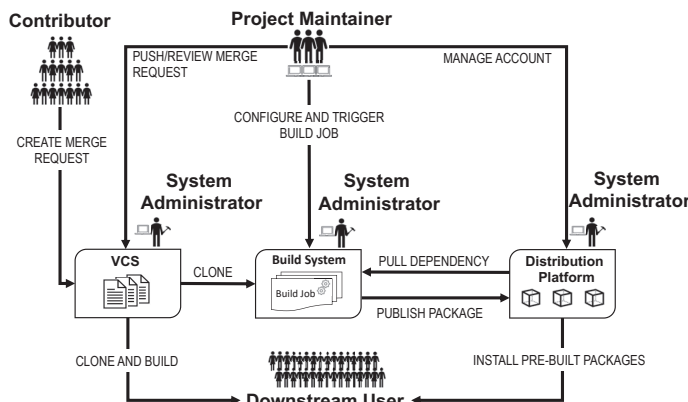 Contributor
Project Maintainer
PUSH/REVIEW MERGE
REQUEST
MANAGE ACCOUNT
CONFIGURE AND TRIGGER
BUILD JOB
CREATE MERGE
REQUEST
System
Administrator
System
Administrator
System
Administrator
VCS
CLONE
Build System
Build Job
PULL DEPENDENCY
PUBLISH PACKAGE
Distribution
Platform
CLONE AND BUILD
INSTALL PRE-BUILT PACKAGES
Downstream User